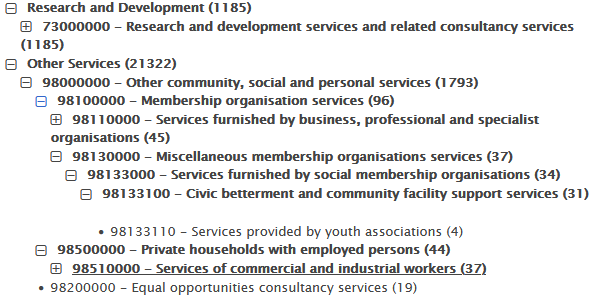 Research and Development (1185)
73000000 – Research and development services and related consultancy services
(1185)
Other Services (21322)
98000000 – Other community, social and personal services (1793)
98100000 – Membership organisation services (96)
98110000 – Services furnished by business, professional and specialist
organisations (45)
98130000 – Miscellaneous membership organisations services (37)
98133000 – Services furnished by social membership organisations (34)
98133100 – Civic betterment and community facility support services (31)
• 98133110 – Services provided by youth associations (4)
98500000 – Private households with employed persons (44)
98510000 – Services of commercial and industrial workers (37)
• 98200000 – Equal opportunities consultancy services (19)